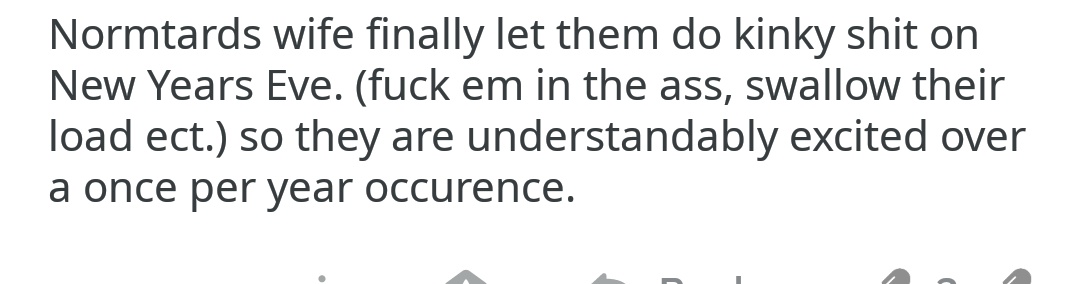 Normtards wife finally let them do kinky shit on
New Years Eve. (fuck em in the ass, swallow their
load ect.) so they are understandably excited over
a once per year occurence.